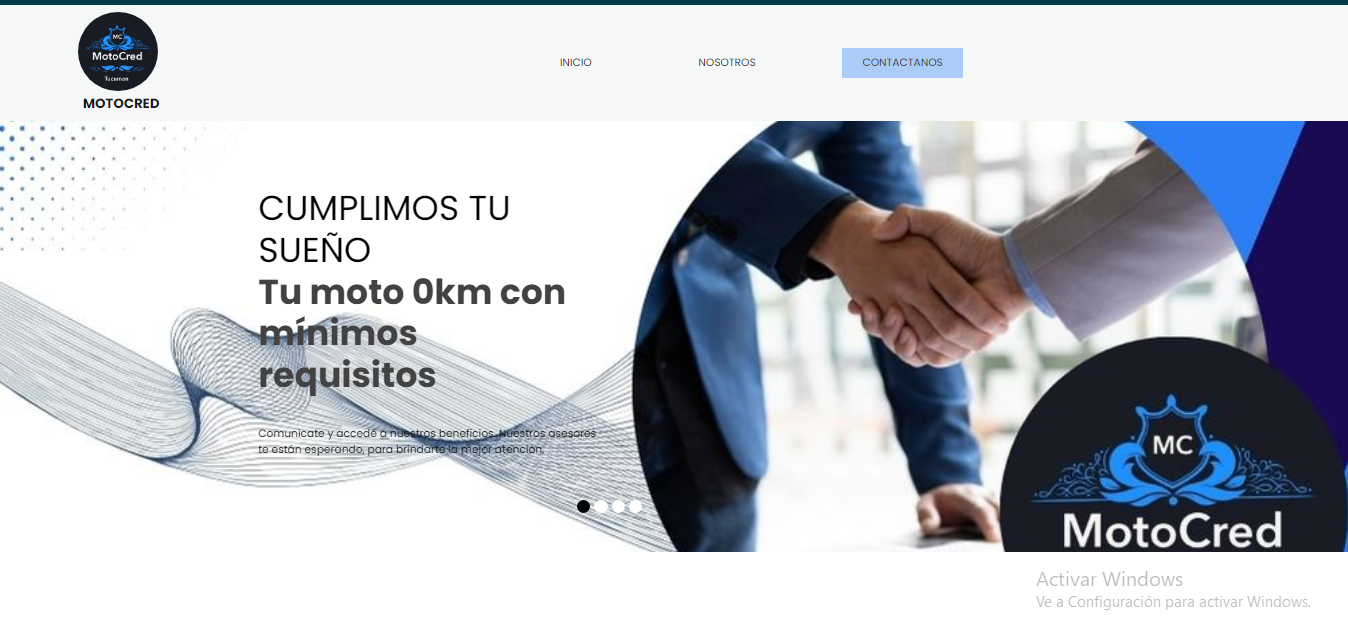 MC
MotoCred
Tucumán
MOTOCRED
INICIO
NOSOTROS
CONTACTANOS
CUMPLIMOS TU
SUEÑO
Tu moto 0km con
mínimos
requisitos
Comunicate y accedé a nuestros beneficios. Nuestros asesores
te están esperando, para brindarte la mejor atención.
MC
MotoCred
Activar Windows
Ve a Configuración para activar Windows.